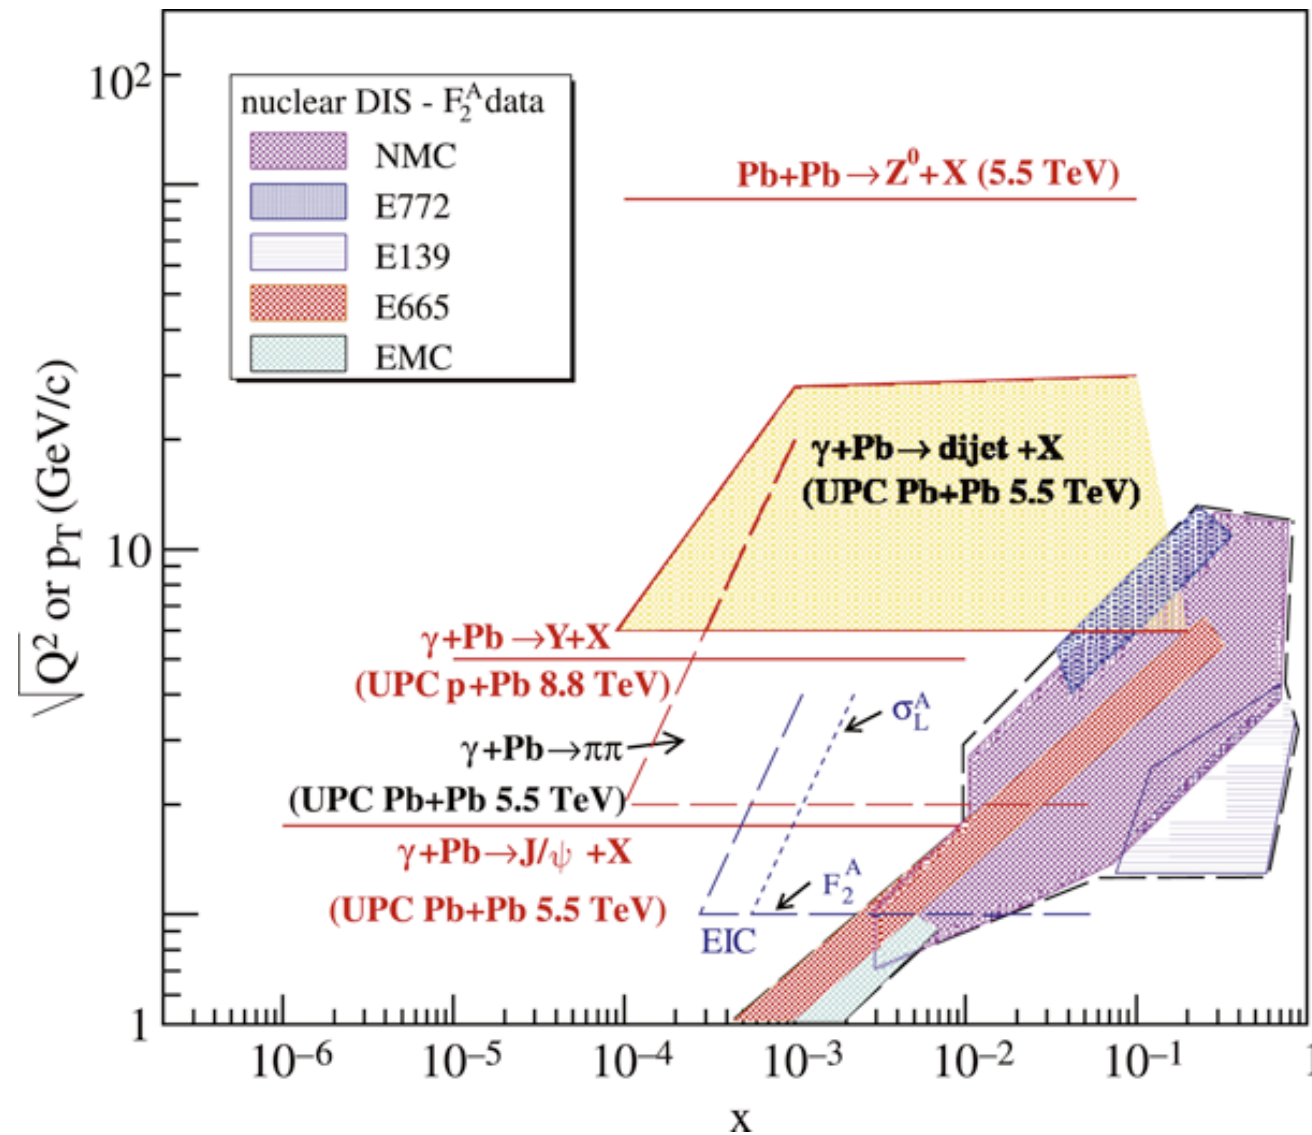 10²
nuclear DIS - F₂ᴬ data
NMC
E772
E139
E665
EMC
Pb+Pb→Z⁰+X (5.5 TeV)
γ+Pb→ dijet +X
(UPC Pb+Pb 5.5 TeV)
√Q² or p_T (GeV/c)
10
γ+Pb →Y+X
(UPC p+Pb 8.8 TeV)
σ_Lᴬ
γ+Pb→ππ
(UPC Pb+Pb 5.5 TeV)
γ+Pb→J/ψ +X
(UPC Pb+Pb 5.5 TeV)
F₂ᴬ
EIC
1
10⁻⁶ 10⁻⁵ 10⁻⁴ 10⁻³ 10⁻² 10⁻¹ 1
x